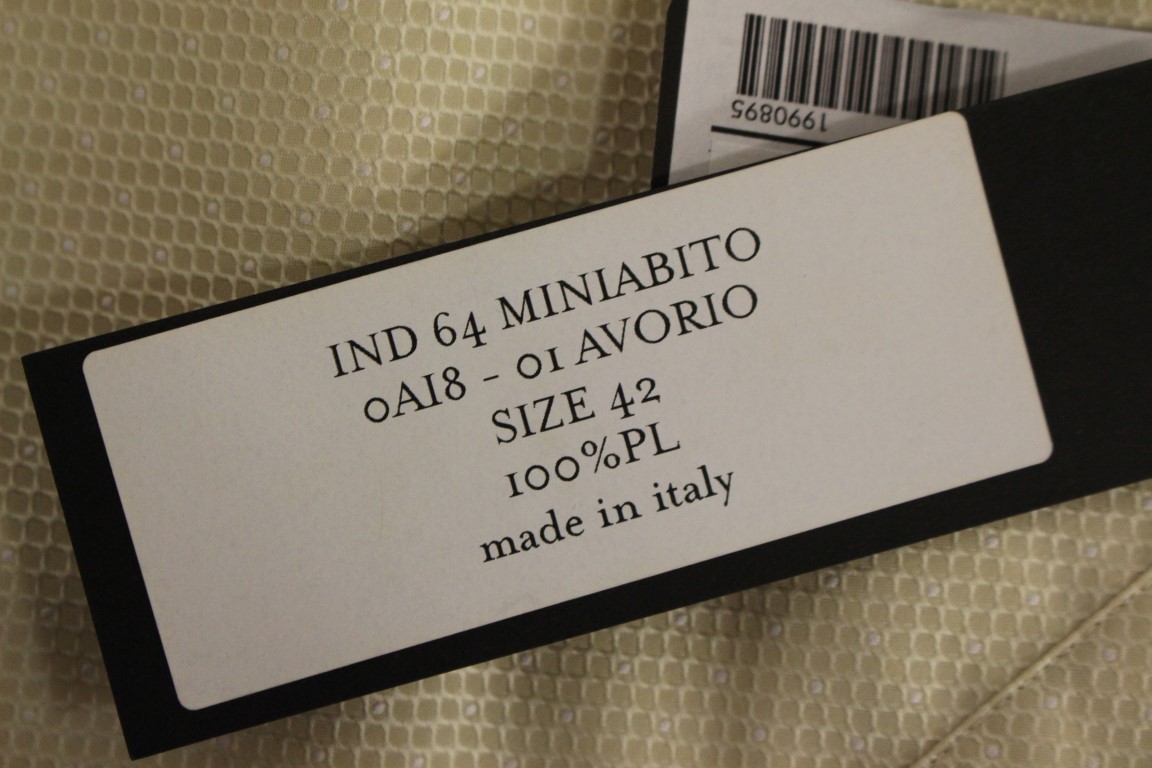 1990895
IND 64 MINIABITO
0AI8 - 01 AVORIO
SIZE 42
100%PL
made in italy